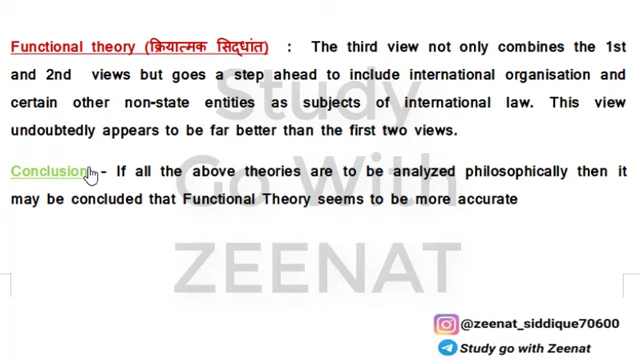 Functional theory (क्रियात्मक सिद्धांत) : The third view not only combines the 1st
and 2nd views but goes a step ahead to include international organisation and
certain other non-state entities as subjects of international law. This view
undoubtedly appears to be far better than the first two views.
Conclusion - If all the above theories are to be analyzed philosophically then it
may be concluded that Functional Theory seems to be more accurate
Study
Go With
ZEENAT
@zeenat_siddique70600
Study go with Zeenat